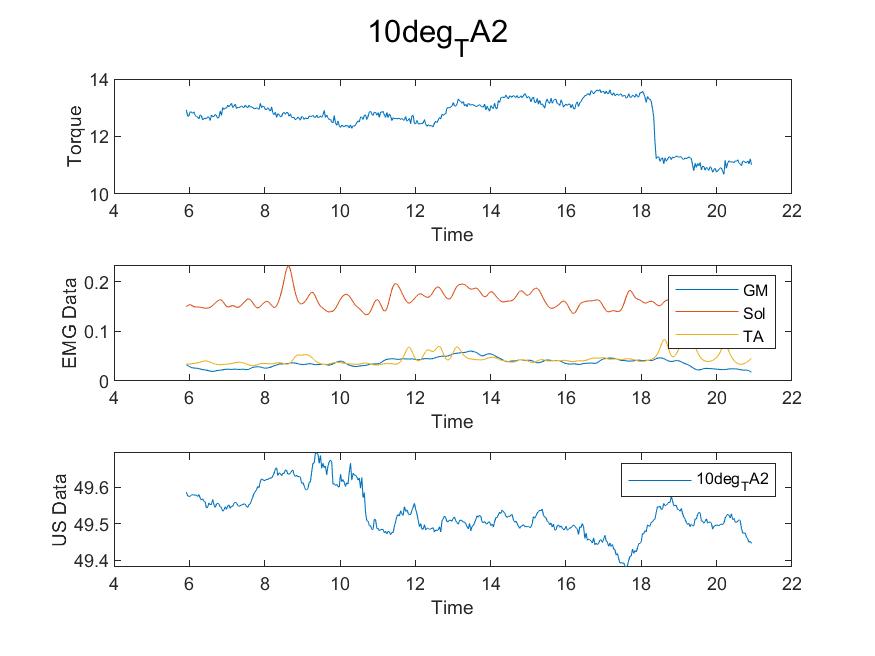 10degTA2
14
12
10
Torque
4 6 8 10 12 14 16 18 20 22
Time
0.2
0.1
0
EMG Data
GM
Sol
TA
4 6 8 10 12 14 16 18 20 22
Time
49.6
49.5
49.4
US Data
10degTA2
4 6 8 10 12 14 16 18 20 22
Time